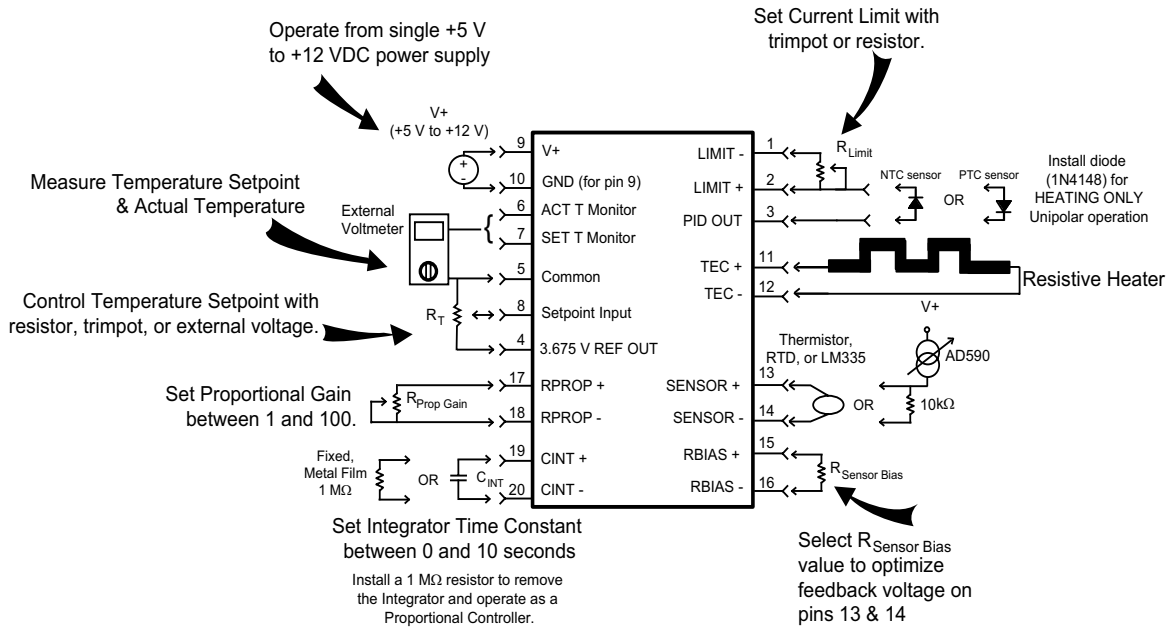 Operate from single +5 V
to +12 VDC power supply
Set Current Limit with
trimpot or resistor.
V+
(+5 V to +12 V)
Measure Temperature Setpoint
& Actual Temperature
External
Voltmeter
Control Temperature Setpoint with
resistor, trimpot, or external voltage.
R_T
Set Proportional Gain
between 1 and 100.
R_Prop Gain
Fixed,
Metal Film
1 MΩ
OR
C_INT
Set Integrator Time Constant
between 0 and 10 seconds
Install a 1 MΩ resistor to remove
the Integrator and operate as a
Proportional Controller.
9 V+
10 GND (for pin 9)
6 ACT T Monitor
7 SET T Monitor
5 Common
8 Setpoint Input
4 3.675 V REF OUT
17 RPROP +
18 RPROP -
19 CINT +
20 CINT -
LIMIT - 1
LIMIT + 2
PID OUT 3
TEC + 11
TEC - 12
SENSOR + 13
SENSOR - 14
RBIAS + 15
RBIAS - 16
R_Limit
NTC sensor
OR
PTC sensor
Install diode
(1N4148) for
HEATING ONLY
Unipolar operation
Resistive Heater
Thermistor,
RTD, or LM335
OR
V+
AD590
10kΩ
R_Sensor Bias
Select R_Sensor Bias
value to optimize
feedback voltage on
pins 13 & 14